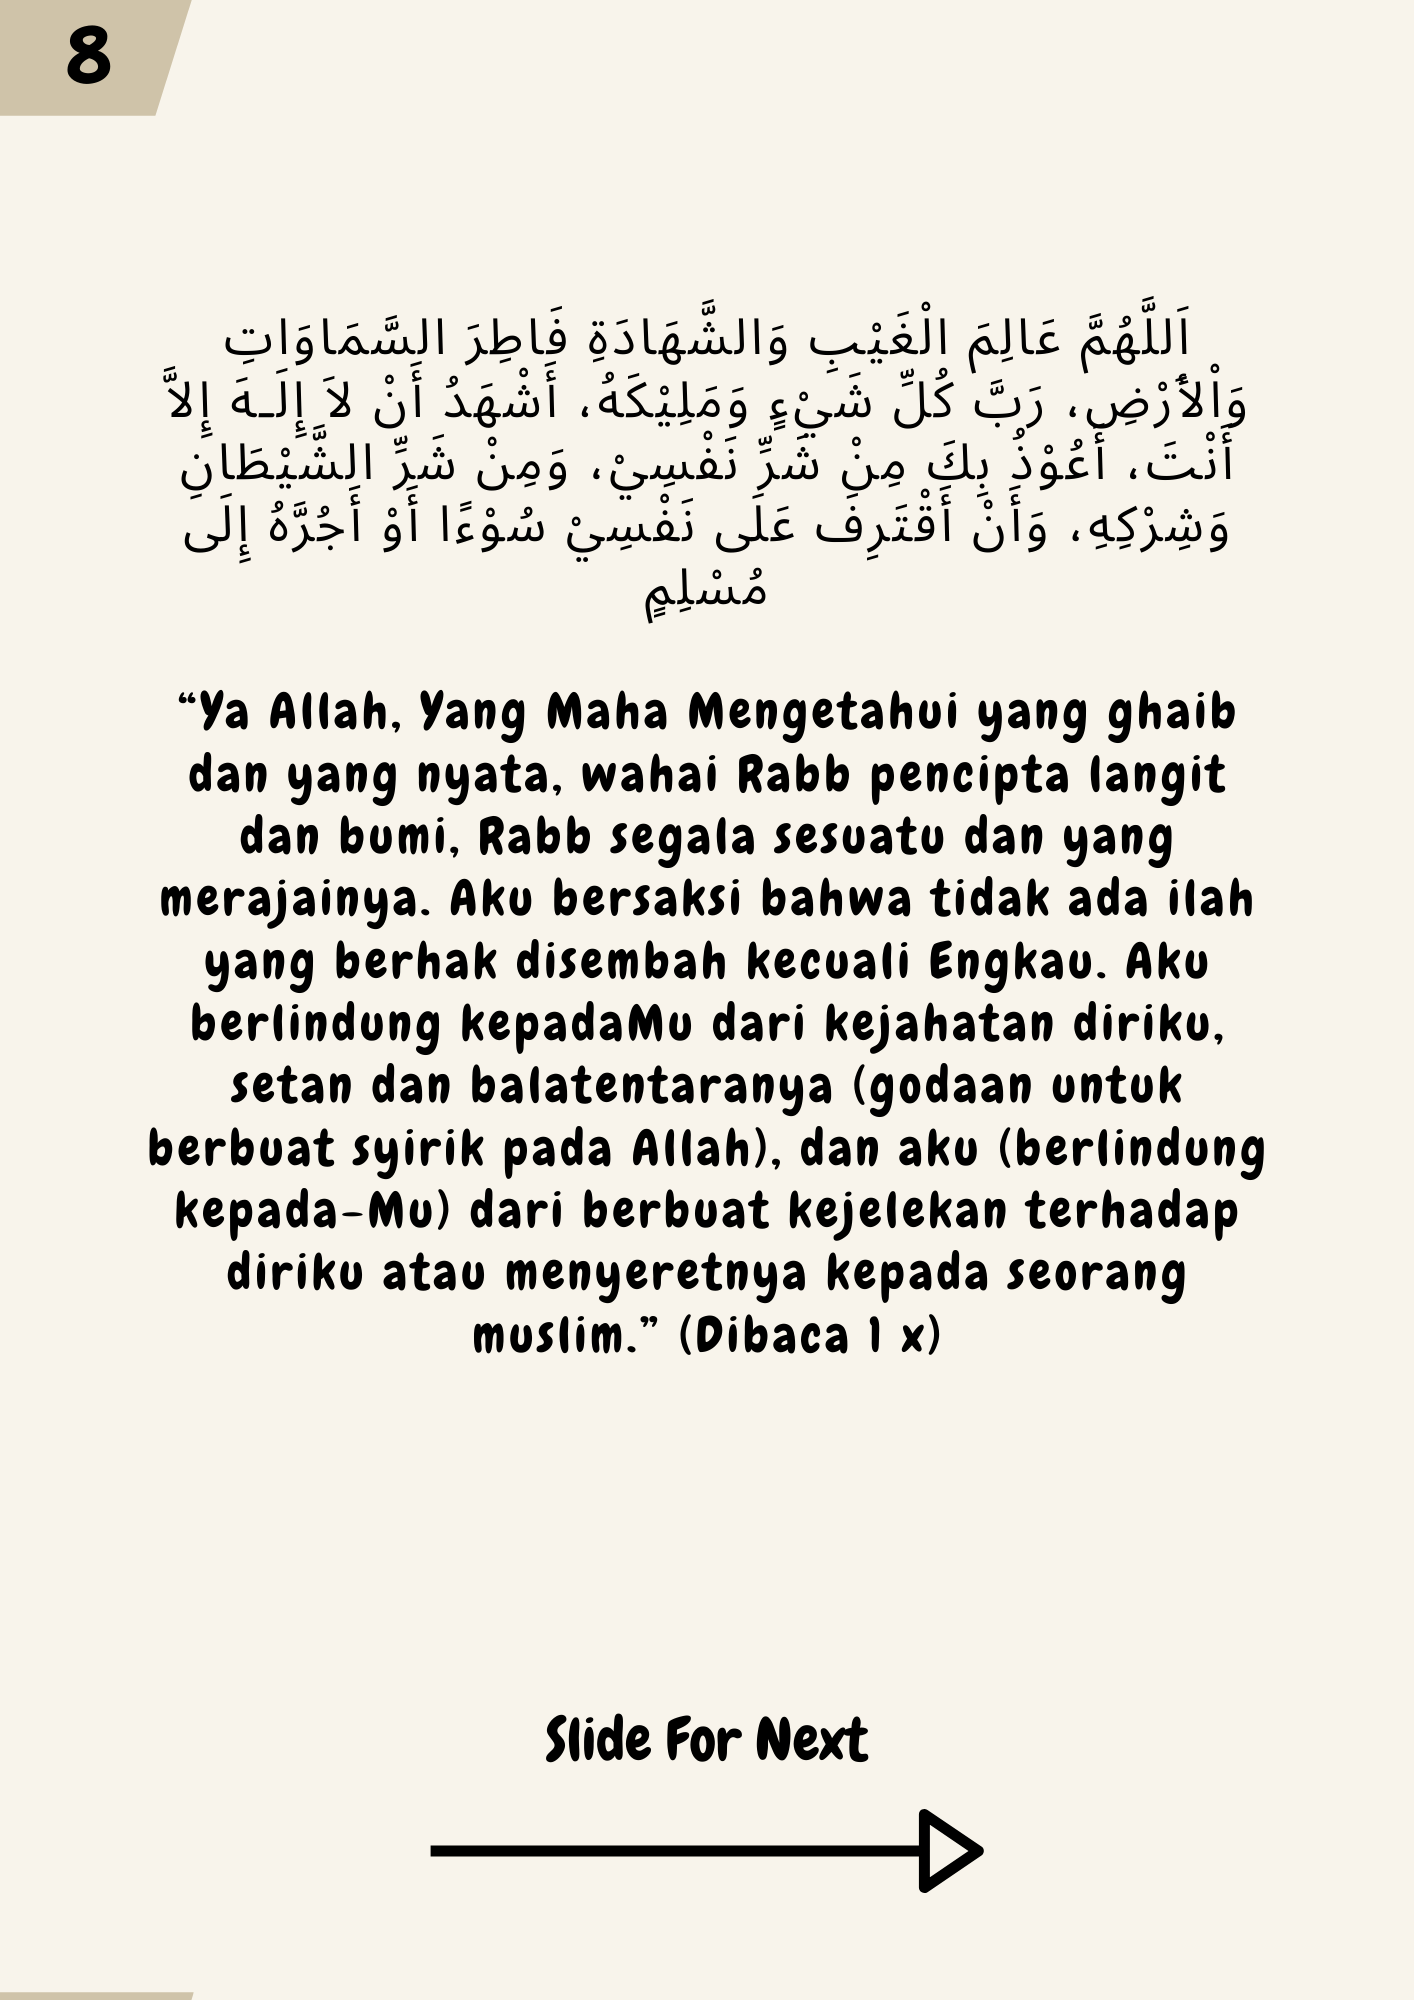 8
اَللَّهُمَّ عَالِمَ الْغَيْبِ وَالشَّهَادَةِ فَاطِرَ السَّمَاوَاتِ
وَاْلأَرْضِ، رَبَّ كُلِّ شَيْءٍ وَمَلِيْكَهُ، أَشْهَدُ أَنْ لاَ إِلَـهَ إِلاَّ
أَنْتَ، أَعُوْذُ بِكَ مِنْ شَرِّ نَفْسِيْ، وَمِنْ شَرِّ الشَّيْطَانِ
وَشِرْكِهِ، وَأَنْ أَقْتَرِفَ عَلَى نَفْسِيْ سُوْءًا أَوْ أَجُرَّهُ إِلَى
مُسْلِمٍ
“Ya Allah, Yang Maha Mengetahui yang ghaib
dan yang nyata, wahai Rabb pencipta langit
dan bumi, Rabb segala sesuatu dan yang
merajainya. Aku bersaksi bahwa tidak ada ilah
yang berhak disembah kecuali Engkau. Aku
berlindung kepadaMu dari kejahatan diriku,
setan dan balatentaranya (godaan untuk
berbuat syirik pada Allah), dan aku (berlindung
kepada-Mu) dari berbuat kejelekan terhadap
diriku atau menyeretnya kepada seorang
muslim.” (Dibaca 1 x)
Slide For Next